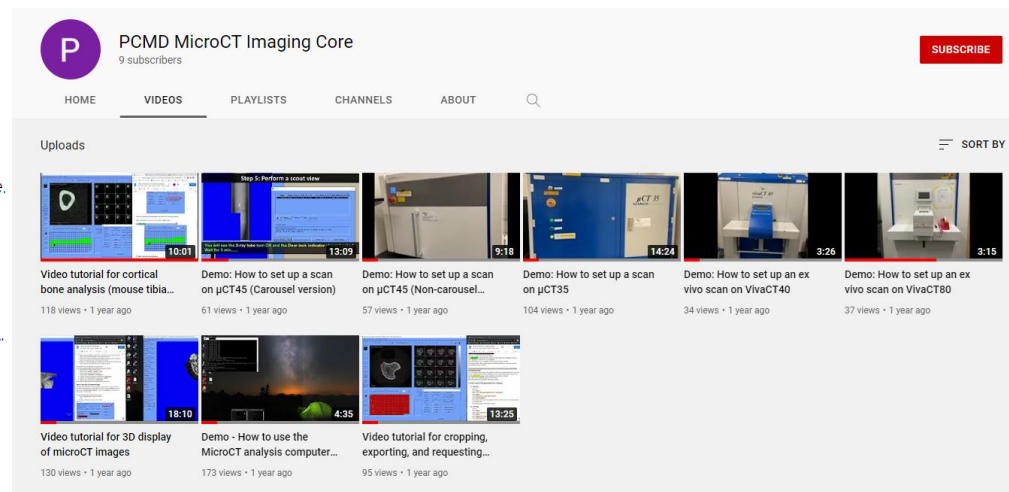 P
PCMD MicroCT Imaging Core
9 subscribers
SUBSCRIBE
HOME VIDEOS PLAYLISTS CHANNELS ABOUT
Uploads
SORT BY
Step 5: Perform a scout view
μCT 35
vivaCT 40
10:01
13:09
9:18
14:24
3:26
3:15
Video tutorial for cortical
bone analysis (mouse tibia...
118 views • 1 year ago
Demo: How to set up a scan
on μCT45 (Carousel version)
61 views • 1 year ago
Demo: How to set up a scan
on μCT45 (Non-carousel...
57 views • 1 year ago
Demo: How to set up a scan
on μCT35
104 views • 1 year ago
Demo: How to set up an ex
vivo scan on VivaCT40
34 views • 1 year ago
Demo: How to set up an ex
vivo scan on VivaCT80
37 views • 1 year ago
18:10
4:35
13:25
Video tutorial for 3D display
of microCT images
130 views • 1 year ago
Demo - How to use the
MicroCT analysis computer...
173 views • 1 year ago
Video tutorial for cropping,
exporting, and requesting...
95 views • 1 year ago